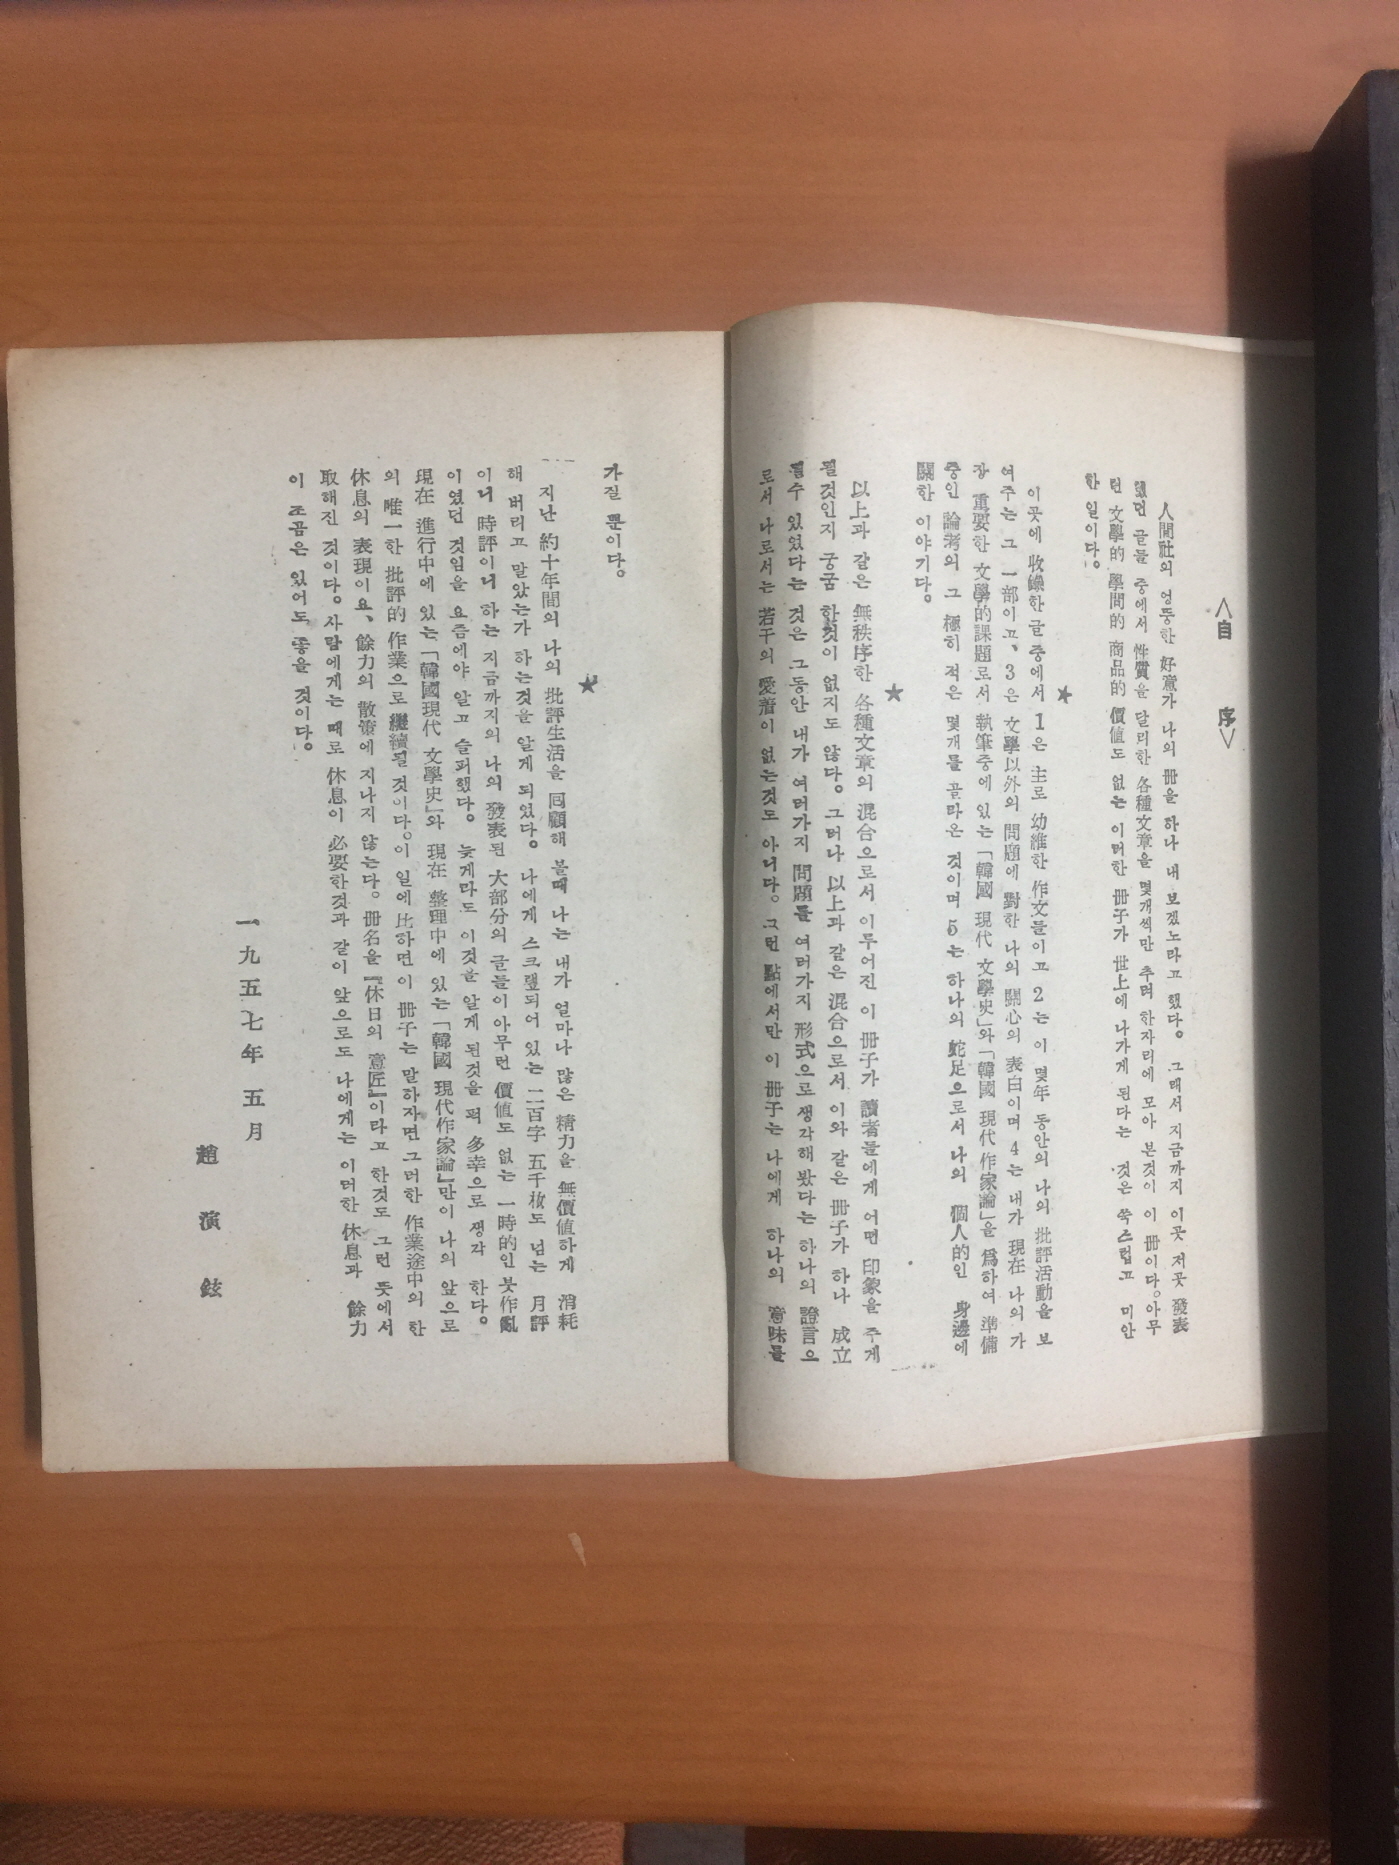 〈自 序〉
人間社의 엉뚱한 好意가 나의 冊을 하나 내 보겠노라고 했다。 그래서 지금까지 이곳 저곳 發表
했던 글들 중에서 性質을 달리한 各種文章을 몇개씩만 추려 한자리에 모아 본것이 이 冊이다。아무
런 文學的 學問的 商品的 價値도 없는 이러한 冊子가 世上에 나가게 된다는 것은 쑥스럽고 미안
한 일이다。
★
이곳에 收錄한 글 중에서 1은 主로 幼稚한 作文들이고 2는 이 몇年 동안의 나의 批評活動을 보
여주는 그 一部이고、3은 文學以外의 問題에 對한 나의 關心의 表白이며 4는 내가 現在 나의 가
장 重要한 文學的課題로서 執筆중에 있는「韓國 現代 文學史」와「韓國 現代 作家論」을 爲하여 準備
중인 論考의 그 極히 적은 몇개를 골라온 것이며 5는 하나의 蛇足으로서 나의 個人的인 身邊에
關한 이야기다。
★
以上과 같은 無秩序한 各種文章의 混合으로서 이루어진 이 冊子가 讀者들에게 어떤 印象을 주게
될것인지 궁굼 한것이 없지도 않다。그러나 以上과 같은 混合으로서 이와 같은 冊子가 하나 成立
될수 있었다는 것은 그동안 내가 여러가지 問題를 여러가지 形式으로 생각해 봤다는 하나의 證言으
로서 나로서는 若干의 愛着이 없는것도 아니다。그런 點에서만 이 冊子는 나에게 하나의 意味를
가질 뿐이다。
★
지난 約十年間의 나의 批評生活을 回顧해 볼때 나는 내가 얼마나 많은 精力을 無價値하게 消耗
해 버리고 말았는가 하는것을 알게 되었다。나에게 스크랩되어 있는 二百字 五千枚도 넘는 月評
이니 時評이니 하는 지금까지의 나의 發表된 大部分의 글들이 아무런 價値도 없는 一時的인 붓作亂
이였던 것임을 요즘에야 알고 슬퍼했다。 늦게라도 이것을 알게 된것을 퍽 多幸으로 생각 한다。
現在 進行中에 있는「韓國現代 文學史」와 現在 整理中에 있는「韓國 現代作家論」만이 나의 앞으로
의 唯一한 批評的 作業으로 繼續될 것이다。이 일에 比하면 이 冊子는 말하자면 그러한 作業途中의 한
休息의 表現이요、餘力의 散策에 지나지 않는다。冊名을『休日의 意匠』이라고 한것도 그런 뜻에서
取해진 것이다。사람에게는 때로 休息이 必要한것과 같이 앞으로도 나에게는 이러한 休息과 餘力
이 조곰은 있어도 좋을 것이다。
一九五七年 五月
趙 演 鉉